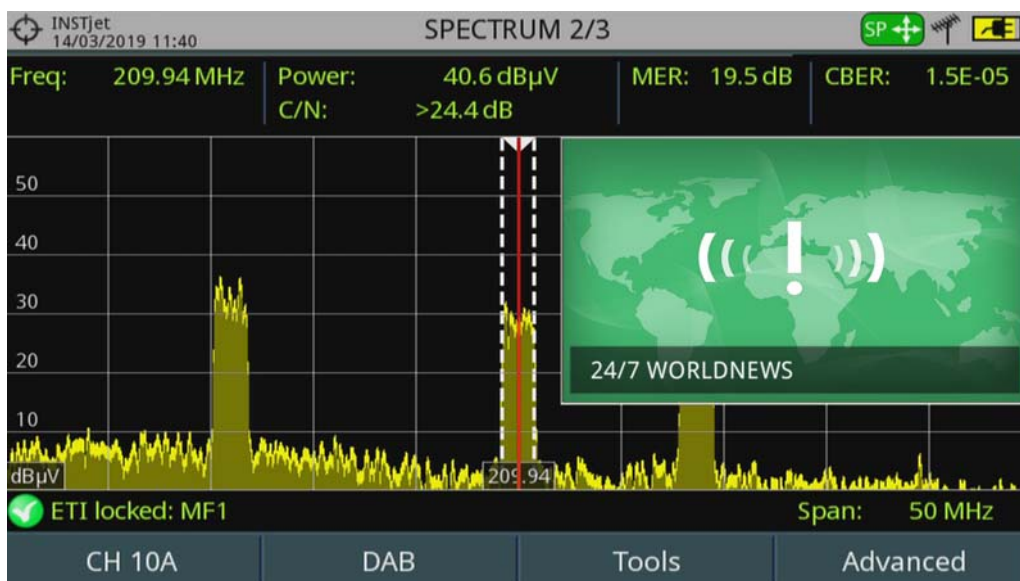 INSTjet
14/03/2019 11:40
SPECTRUM 2/3
SP
Freq: 209.94 MHz
Power: 40.6 dBµV
C/N: >24.4 dB
MER: 19.5 dB
CBER: 1.5E-05
50
40
30
20
10
dBµV
209.94
24/7 WORLDNEWS
ETI locked: MF1
Span: 50 MHz
CH 10A
DAB
Tools
Advanced